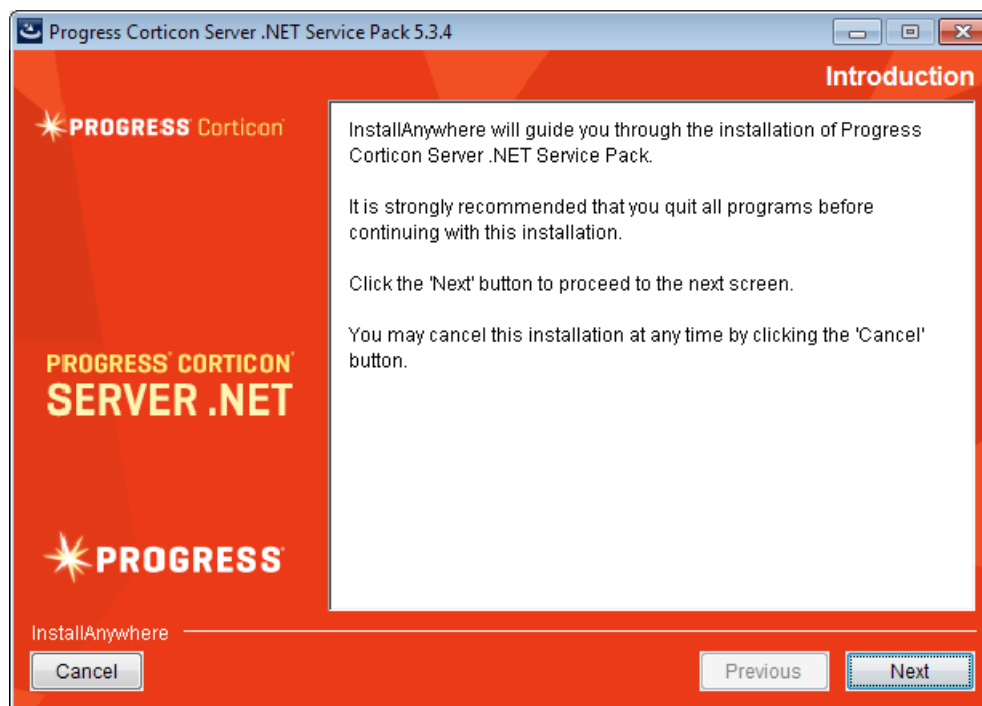 Progress Corticon Server .NET Service Pack 5.3.4
Introduction
PROGRESS Corticon
InstallAnywhere will guide you through the installation of Progress
Corticon Server .NET Service Pack.
It is strongly recommended that you quit all programs before
continuing with this installation.
Click the 'Next' button to proceed to the next screen.
You may cancel this installation at any time by clicking the 'Cancel'
button.
PROGRESS CORTICON
SERVER .NET
PROGRESS
InstallAnywhere
Cancel
Previous
Next